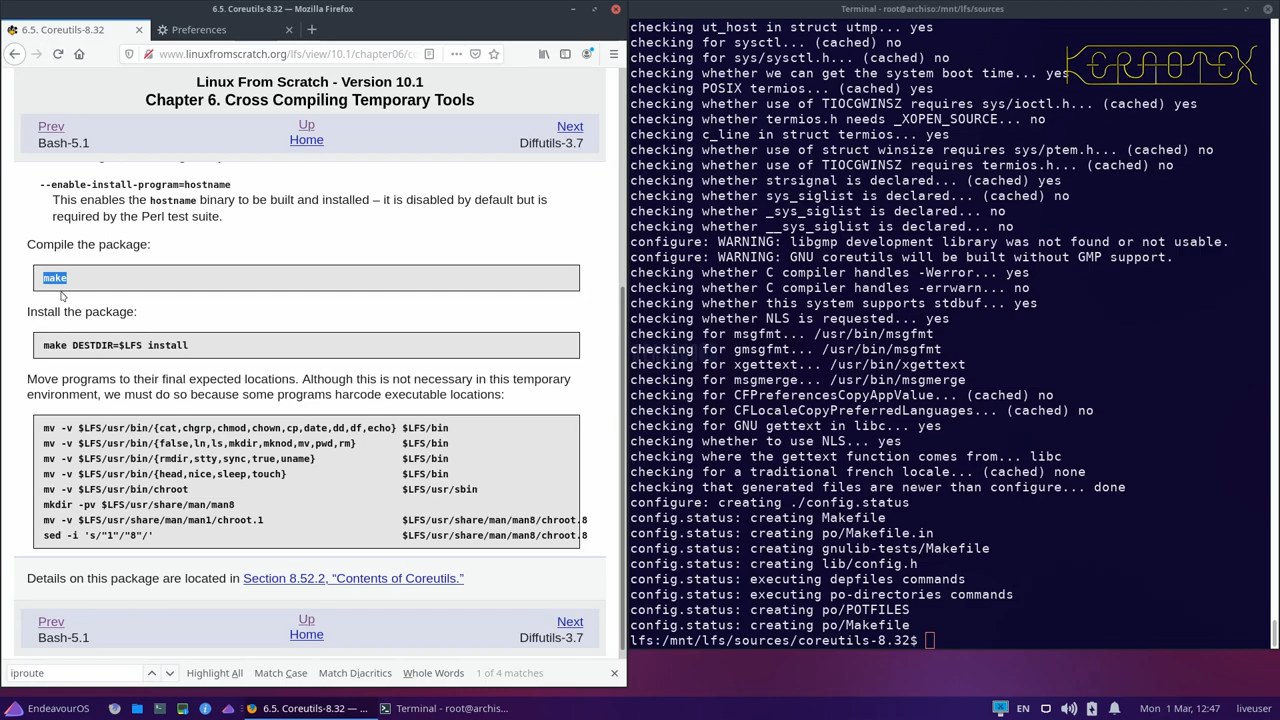 6.5. Coreutils-8.32 — Mozilla Firefox
6.5. Coreutils-8.32
Preferences
www.linuxfromscratch.org/lfs/view/10.1/chapter06/co
Linux From Scratch - Version 10.1
Chapter 6. Cross Compiling Temporary Tools
Prev
Up
Next
Bash-5.1
Home
Diffutils-3.7
--enable-install-program=hostname
This enables the hostname binary to be built and installed – it is disabled by default but is
required by the Perl test suite.
Compile the package:
make
Install the package:
make DESTDIR=$LFS install
Move programs to their final expected locations. Although this is not necessary in this temporary
environment, we must do so because some programs harcode executable locations:
mv -v $LFS/usr/bin/{cat,chgrp,chmod,chown,cp,date,dd,df,echo} $LFS/bin
mv -v $LFS/usr/bin/{false,ln,ls,mkdir,mknod,mv,pwd,rm} $LFS/bin
mv -v $LFS/usr/bin/{rmdir,stty,sync,true,uname} $LFS/bin
mv -v $LFS/usr/bin/{head,nice,sleep,touch} $LFS/bin
mv -v $LFS/usr/bin/chroot $LFS/usr/sbin
mkdir -pv $LFS/usr/share/man/man8
mv -v $LFS/usr/share/man/man1/chroot.1 $LFS/usr/share/man/man8/chroot.8
sed -i 's/"1"/"8"/' $LFS/usr/share/man/man8/chroot.8
Details on this package are located in Section 8.52.2, “Contents of Coreutils.”
Prev
Up
Next
Bash-5.1
Home
Diffutils-3.7
iproute
Highlight All
Match Case
Match Diacritics
Whole Words
1 of 4 matches
Terminal - root@archiso:/mnt/lfs/sources
checking ut_host in struct utmp... yes
checking for sysctl... (cached) no
checking for sys/sysctl.h... (cached) no
checking whether we can get the system boot time... yes
checking POSIX termios... (cached) yes
checking whether use of TIOCGWINSZ requires sys/ioctl.h... (cached) yes
checking whether termios.h needs _XOPEN_SOURCE... no
checking c_line in struct termios... yes
checking whether use of struct winsize requires sys/ptem.h... (cached) no
checking whether use of TIOCGWINSZ requires termios.h... (cached) no
checking whether strsignal is declared... (cached) yes
checking whether sys_siglist is declared... (cached) no
checking whether _sys_siglist is declared... no
checking whether __sys_siglist is declared... no
configure: WARNING: libgmp development library was not found or not usable.
configure: WARNING: GNU coreutils will be built without GMP support.
checking whether C compiler handles -Werror... yes
checking whether C compiler handles -errwarn... no
checking whether this system supports stdbuf... yes
checking whether NLS is requested... yes
checking for msgfmt... /usr/bin/msgfmt
checking for gmsgfmt... /usr/bin/msgfmt
checking for xgettext... /usr/bin/xgettext
checking for msgmerge... /usr/bin/msgmerge
checking for CFPreferencesCopyAppValue... (cached) no
checking for CFLocaleCopyPreferredLanguages... (cached) no
checking for GNU gettext in libc... yes
checking whether to use NLS... yes
checking where the gettext function comes from... libc
checking for a traditional french locale... (cached) none
checking that generated files are newer than configure... done
configure: creating ./config.status
config.status: creating Makefile
config.status: creating po/Makefile.in
config.status: creating gnulib-tests/Makefile
config.status: creating lib/config.h
config.status: executing depfiles commands
config.status: executing po-directories commands
config.status: creating po/POTFILES
config.status: creating po/Makefile
lfs:/mnt/lfs/sources/coreutils-8.32$
EndeavourOS
6.5. Coreutils-8.32 — ...
Terminal - root@archis...
EN
Mon 1 Mar, 12:47
liveuser